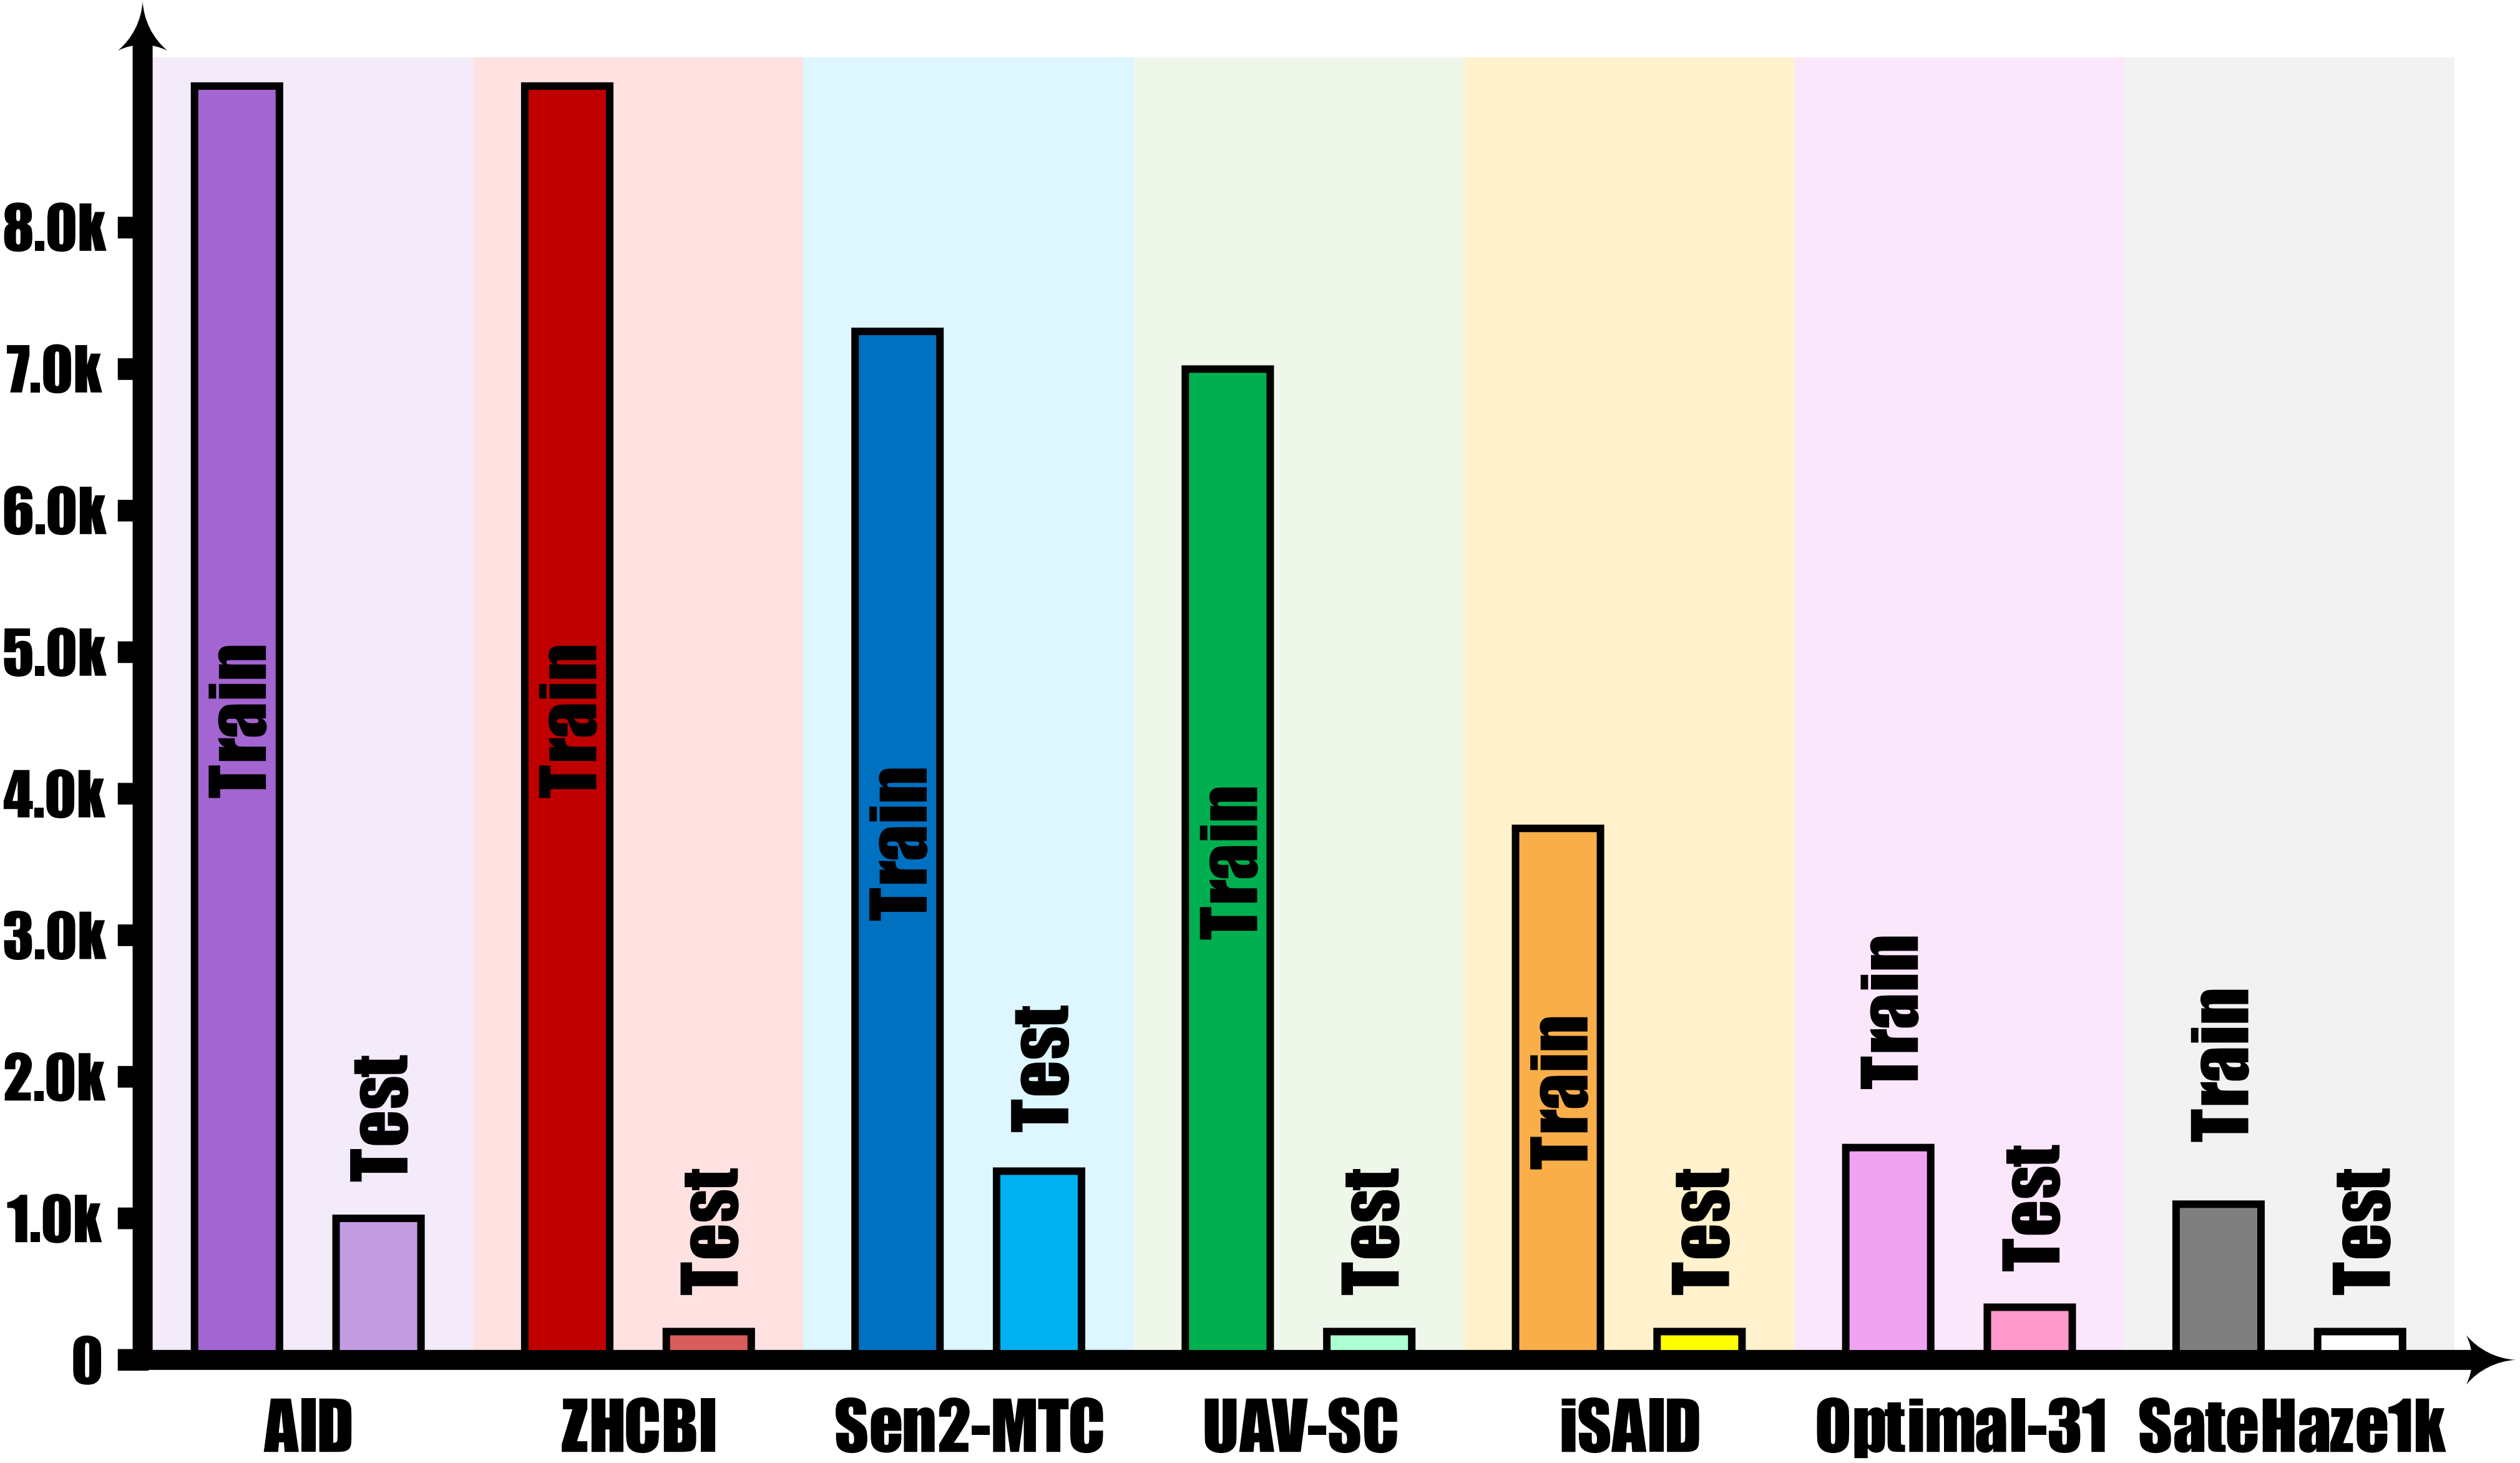 8.0k
7.0k
6.0k
5.0k
4.0k
3.0k
2.0k
1.0k
0
Train
Test
Train
Test
Train
Test
Train
Test
Train
Test
Train
Test
Train
Test
AID
ZHCBI
Sen2-MTC
UAV-SC
iSAID
Optimal-31
SateHaze1k